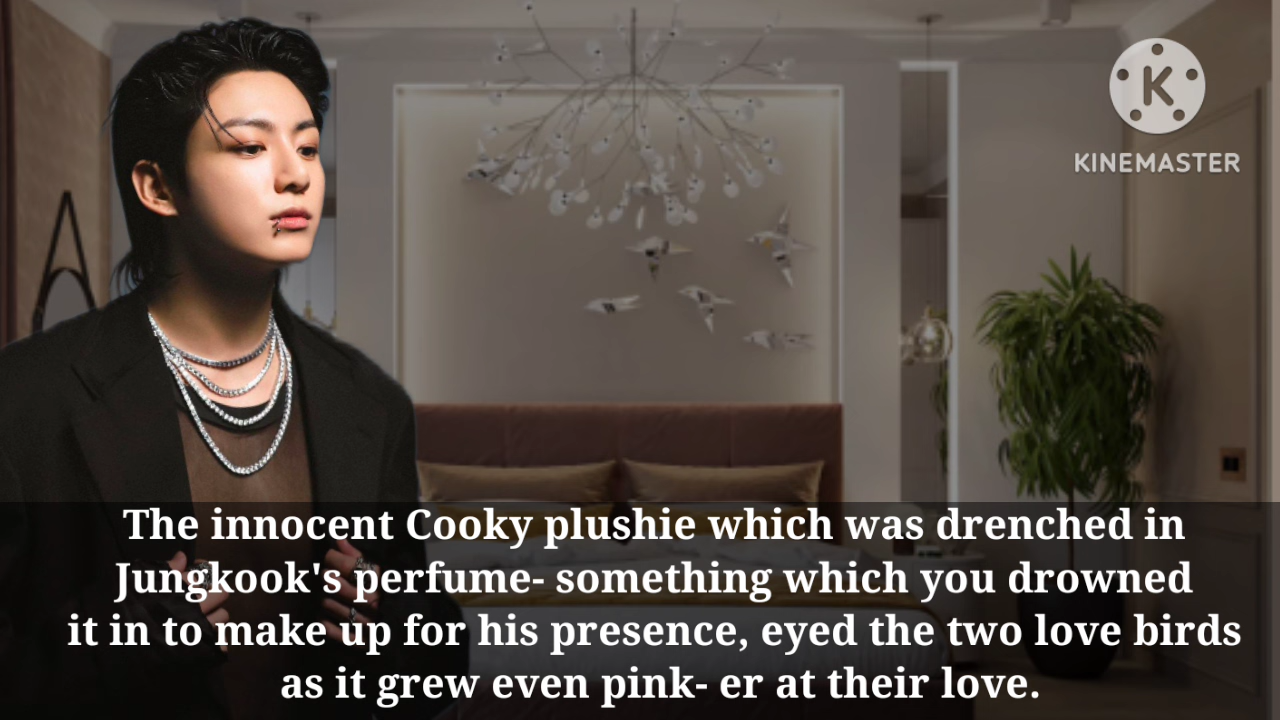 K
KINEMASTER
The innocent Cooky plushie which was drenched in
Jungkook's perfume- something which you drowned
it in to make up for his presence, eyed the two love birds
as it grew even pink- er at their love.